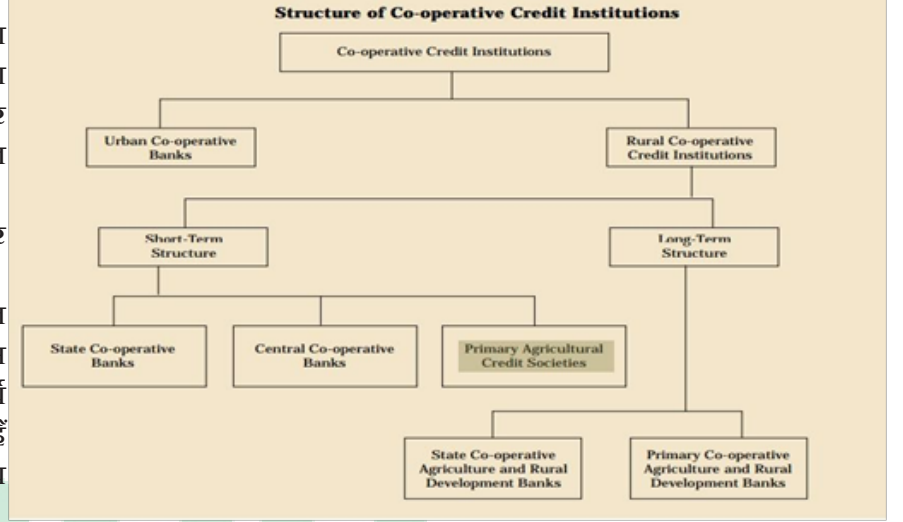 Structure of Co-operative Credit Institutions
Co-operative Credit Institutions
Urban Co-operative
Banks
Rural Co-operative
Credit Institutions
Short-Term
Structure
Long-Term
Structure
State Co-operative
Banks
Central Co-operative
Banks
Primary Agricultural
Credit Societies
State Co-operative
Agriculture and Rural
Development Banks
Primary Co-operative
Agriculture and Rural
Development Banks